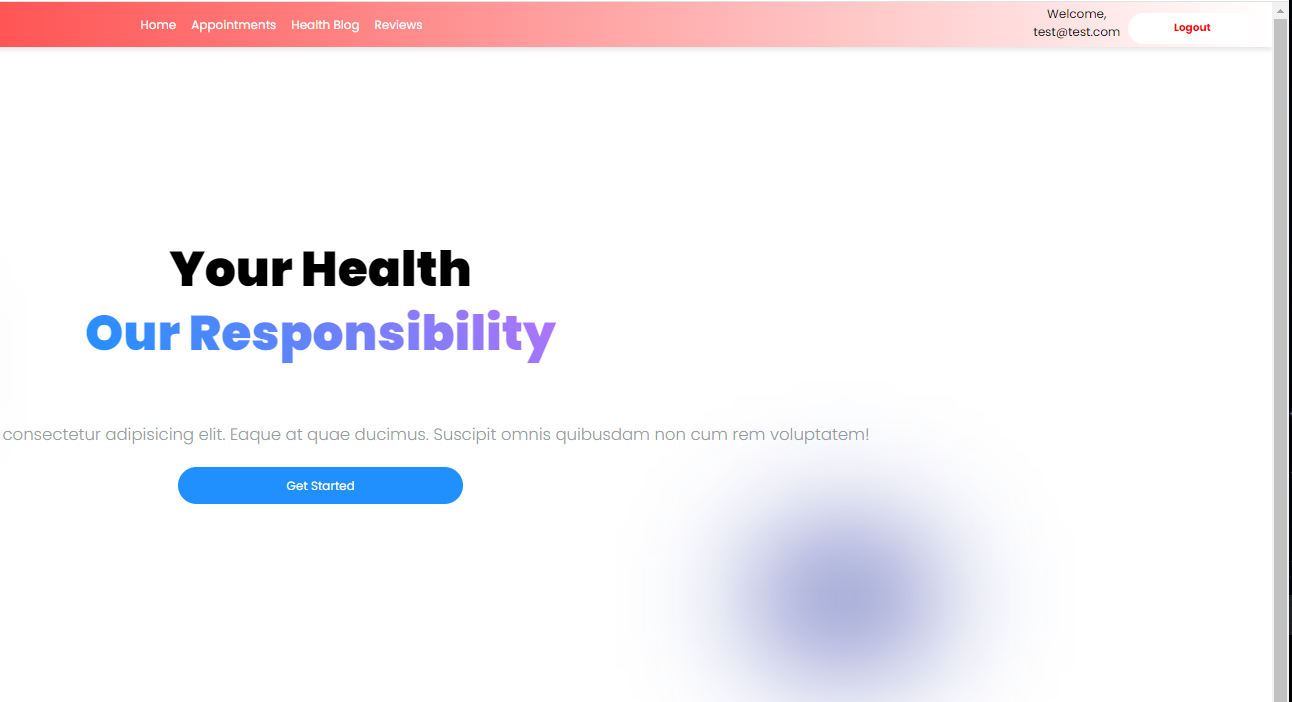 Home Appointments Health Blog Reviews
Welcome,
test@test.com
Logout
Your Health
Our Responsibility
consectetur adipisicing elit. Eaque at quae ducimus. Suscipit omnis quibusdam non cum rem voluptatem!
Get Started